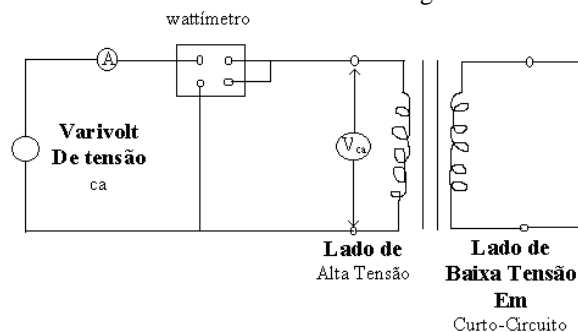 wattímetro
A
Varivolt
De tensão
ca
Vca
Lado de
Alta Tensão
Lado de
Baixa Tensão
Em
Curto-Circuito